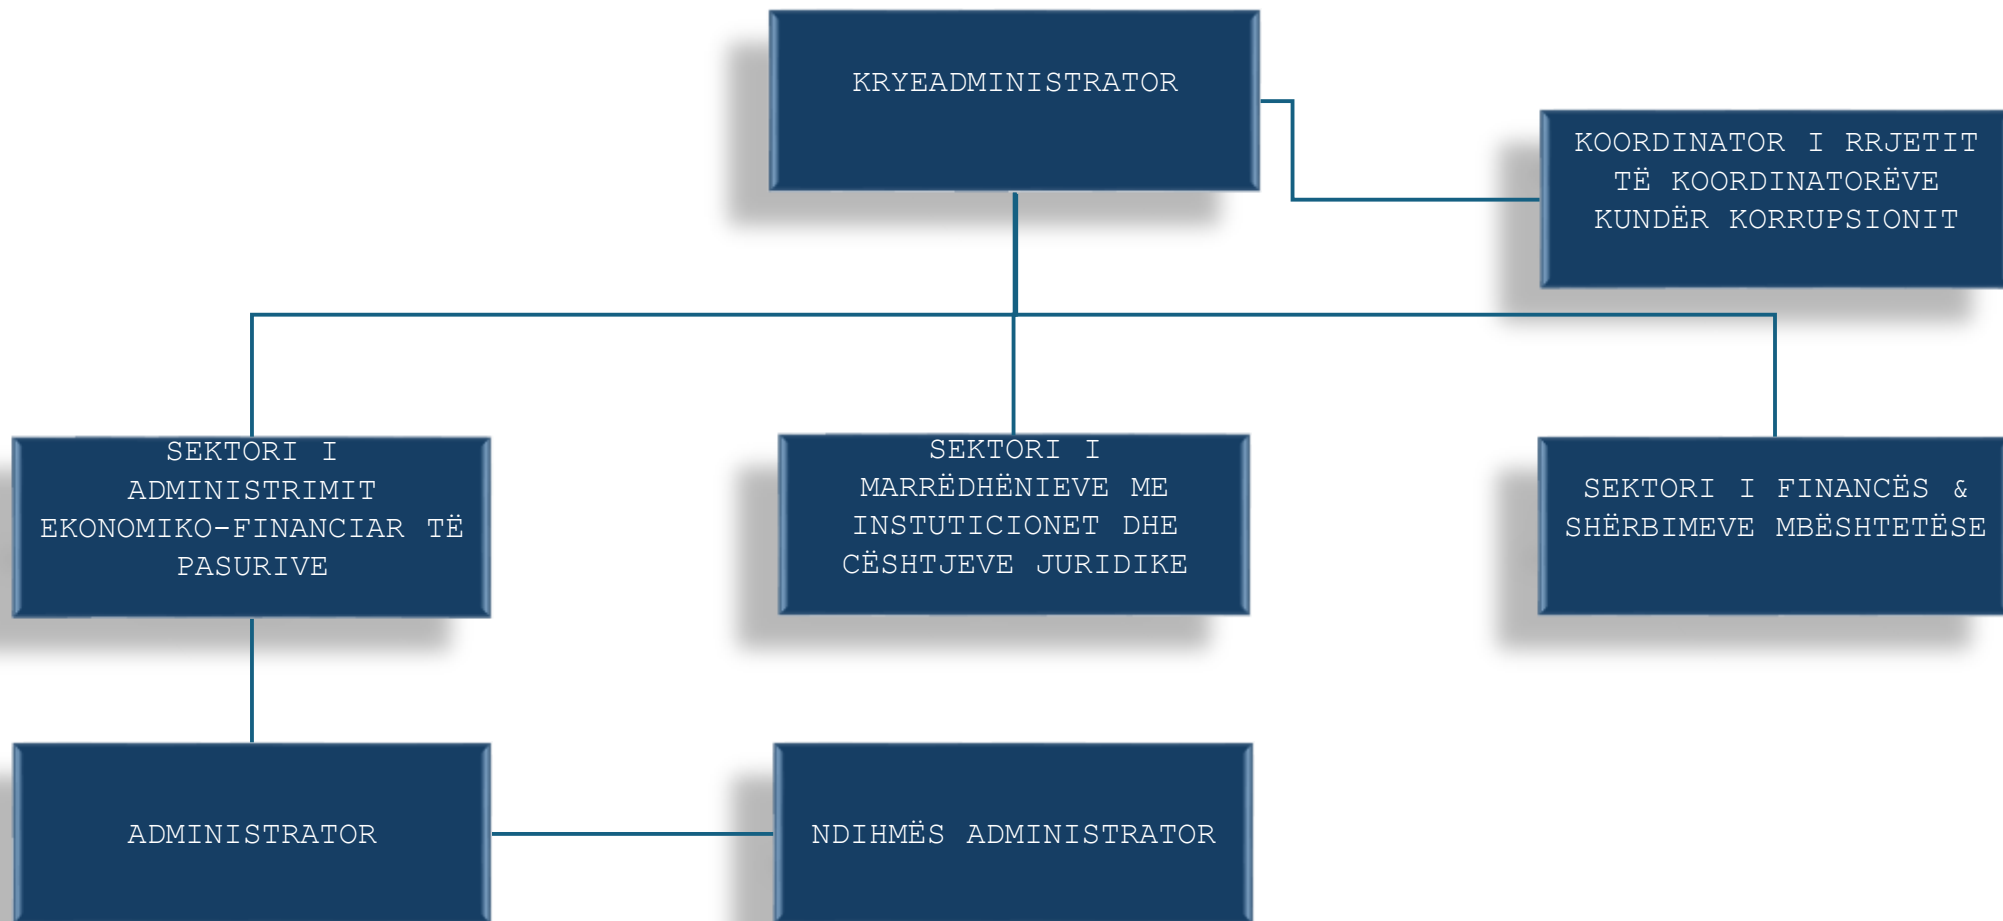 KRYEADMINISTRATOR
KOORDINATOR I RRJETIT
TË KOORDINATORËVE
KUNDËR KORRUPSIONIT
SEKTORI I
ADMINISTRIMIT
EKONOMIKO-FINANCIAR TË
PASURIVE
SEKTORI I
MARRËDHËNIEVE ME
INSTUTICIONET DHE
CËSHTJEVE JURIDIKE
SEKTORI I FINANCËS &
SHËRBIMEVE MBËSHTETËSE
ADMINISTRATOR
NDIHMËS ADMINISTRATOR